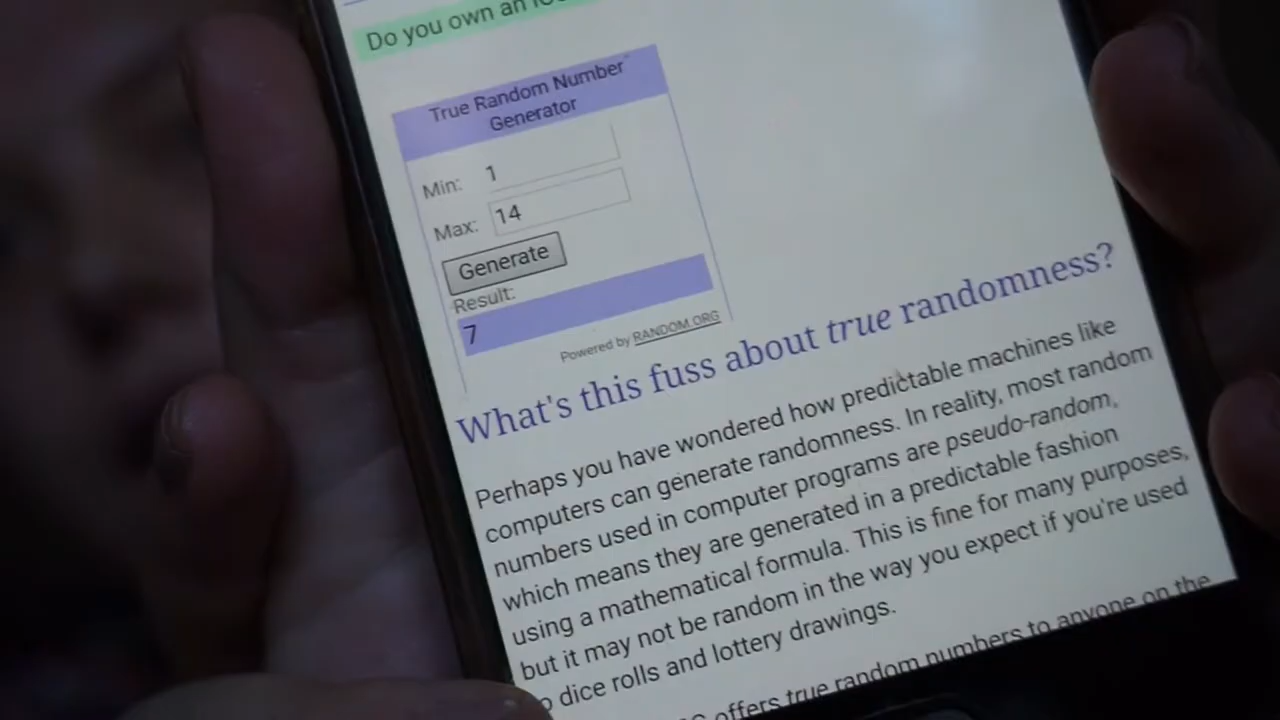 Do you own an
True Random Number
Generator
Min: 1
Max: 14
Generate
Result:
7
Powered by RANDOM.ORG
What's this fuss about true randomness?
Perhaps you have wondered how predictable machines like
computers can generate randomness. In reality, most random
numbers used in computer programs are pseudo-random,
which means they are generated in a predictable fashion
using a mathematical formula. This is fine for many purposes,
but it may not be random in the way you expect if you're used
dice rolls and lottery drawings.
offers true random numbers to anyone on the